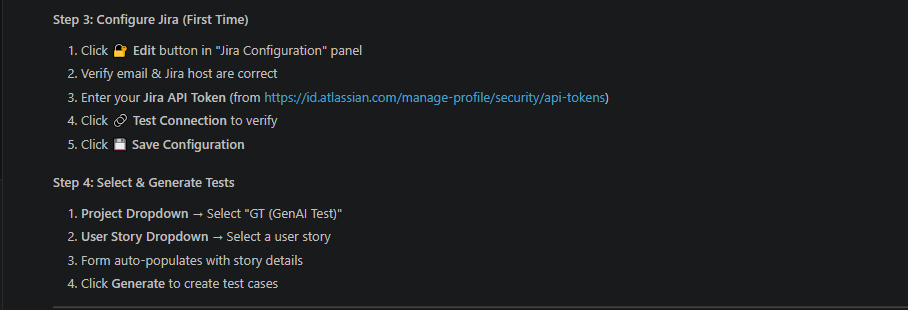 Step 3: Configure Jira (First Time)
1. Click 🔐 Edit button in "Jira Configuration" panel
2. Verify email & Jira host are correct
3. Enter your Jira API Token (from https://id.atlassian.com/manage-profile/security/api-tokens)
4. Click 🔗 Test Connection to verify
5. Click 💾 Save Configuration
Step 4: Select & Generate Tests
1. Project Dropdown → Select "GT (GenAI Test)"
2. User Story Dropdown → Select a user story
3. Form auto-populates with story details
4. Click Generate to create test cases